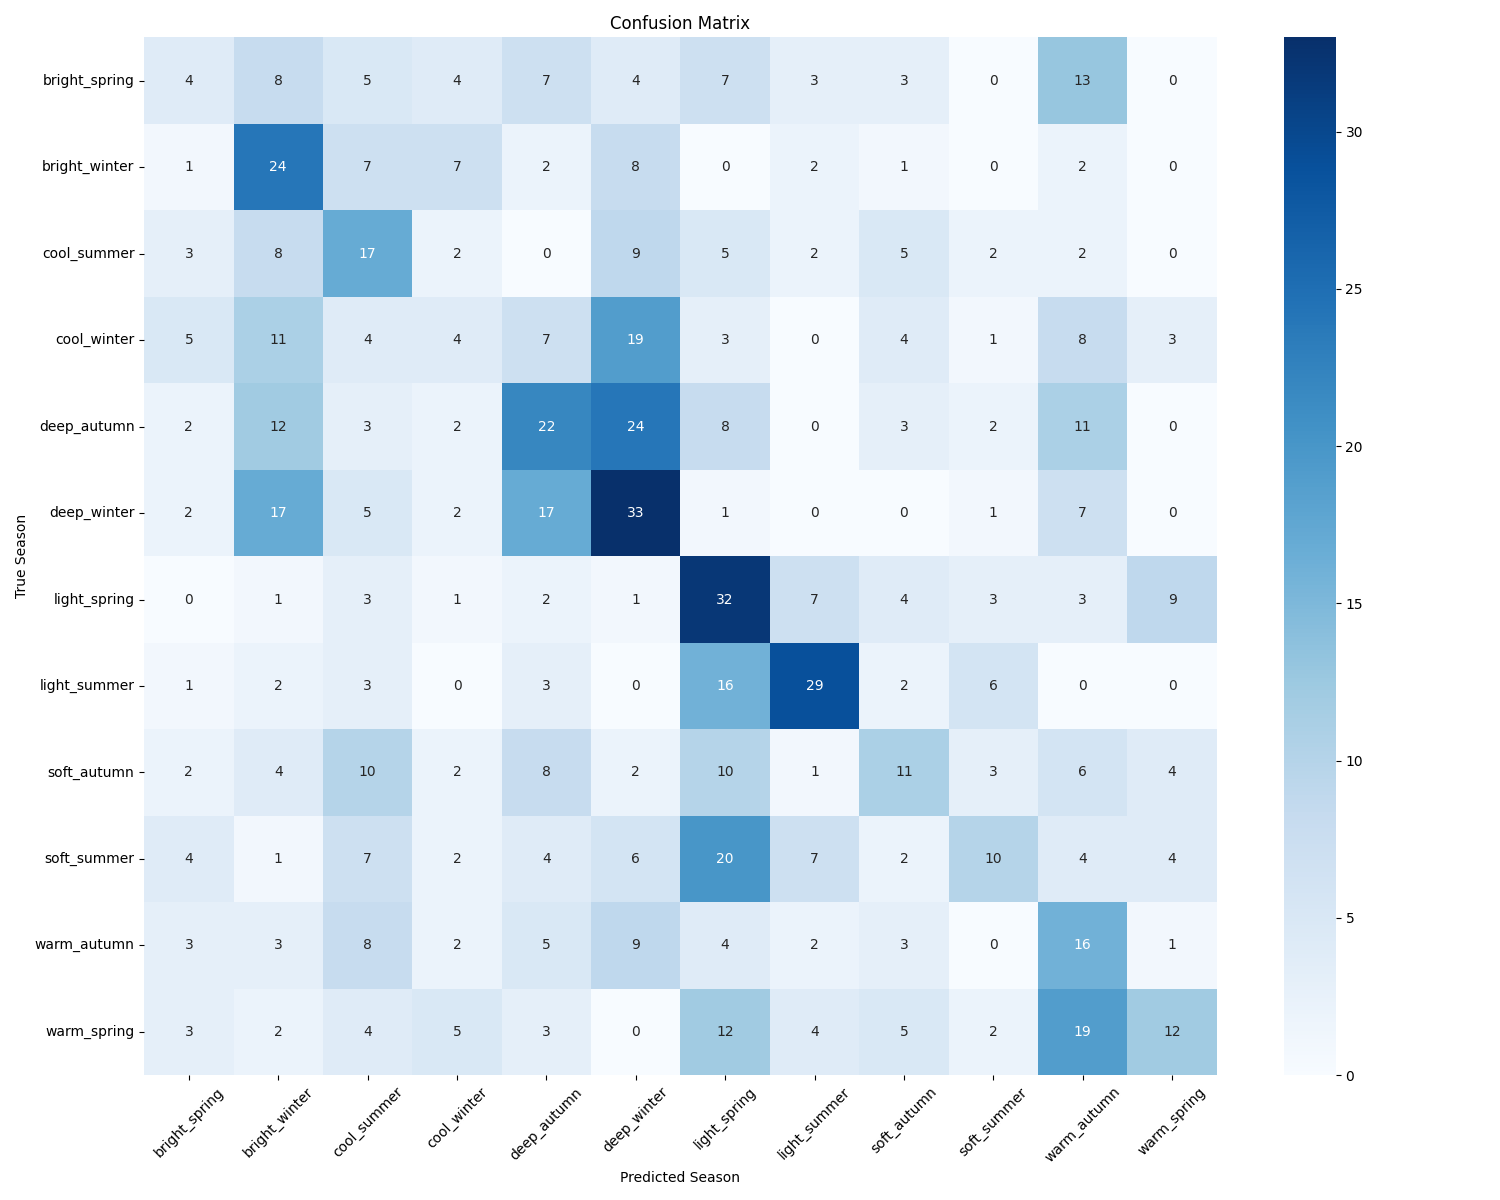 Confusion Matrix
True Season
bright_spring 4 8 5 4 7 4 7 3 3 0 13 0
bright_winter 1 24 7 7 2 8 0 2 1 0 2 0
cool_summer 3 8 17 2 0 9 5 2 5 2 2 0
cool_winter 5 11 4 4 7 19 3 0 4 1 8 3
deep_autumn 2 12 3 2 22 24 8 0 3 2 11 0
deep_winter 2 17 5 2 17 33 1 0 0 1 7 0
light_spring 0 1 3 1 2 1 32 7 4 3 3 9
light_summer 1 2 3 0 3 0 16 29 2 6 0 0
soft_autumn 2 4 10 2 8 2 10 1 11 3 6 4
soft_summer 4 1 7 2 4 6 20 7 2 10 4 4
warm_autumn 3 3 8 2 5 9 4 2 3 0 16 1
warm_spring 3 2 4 5 3 0 12 4 5 2 19 12
bright_spring bright_winter cool_summer cool_winter deep_autumn deep_winter light_spring light_summer soft_autumn soft_summer warm_autumn warm_spring
Predicted Season
30
25
20
15
10
5
0